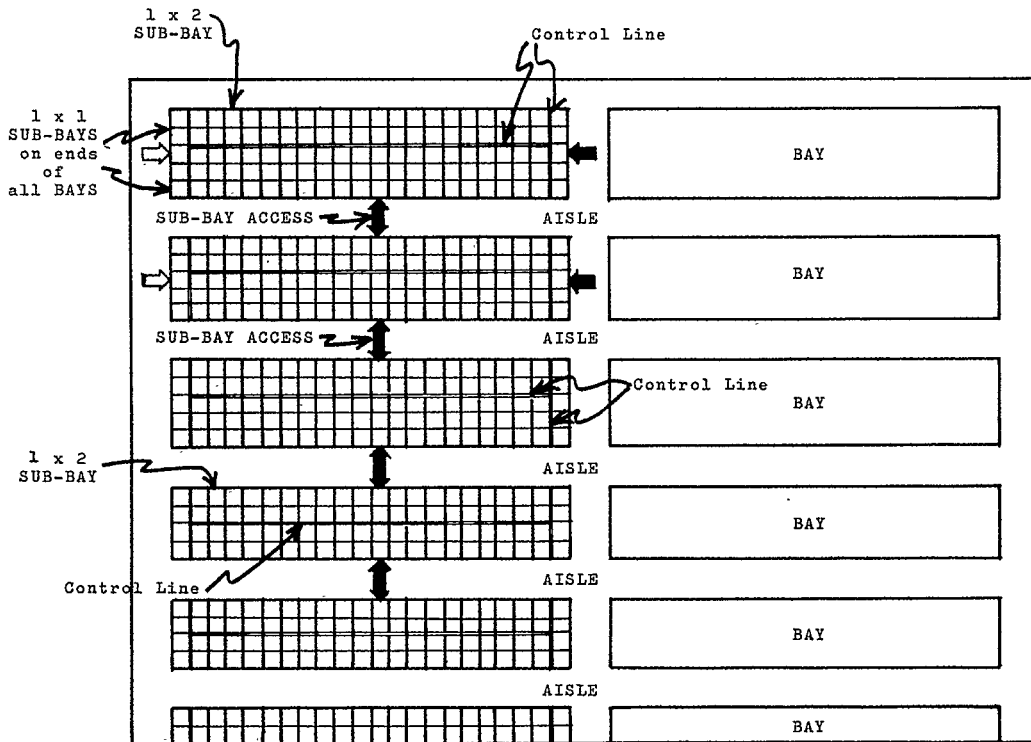 1 x 2
SUB-BAY
Control Line
1 x 1
SUB-BAYS
on ends
of
all BAYS
BAY
SUB-BAY ACCESS
AISLE
BAY
SUB-BAY ACCESS
AISLE
Control Line
BAY
1 x 2
SUB-BAY
AISLE
BAY
Control Line
AISLE
BAY
AISLE
BAY